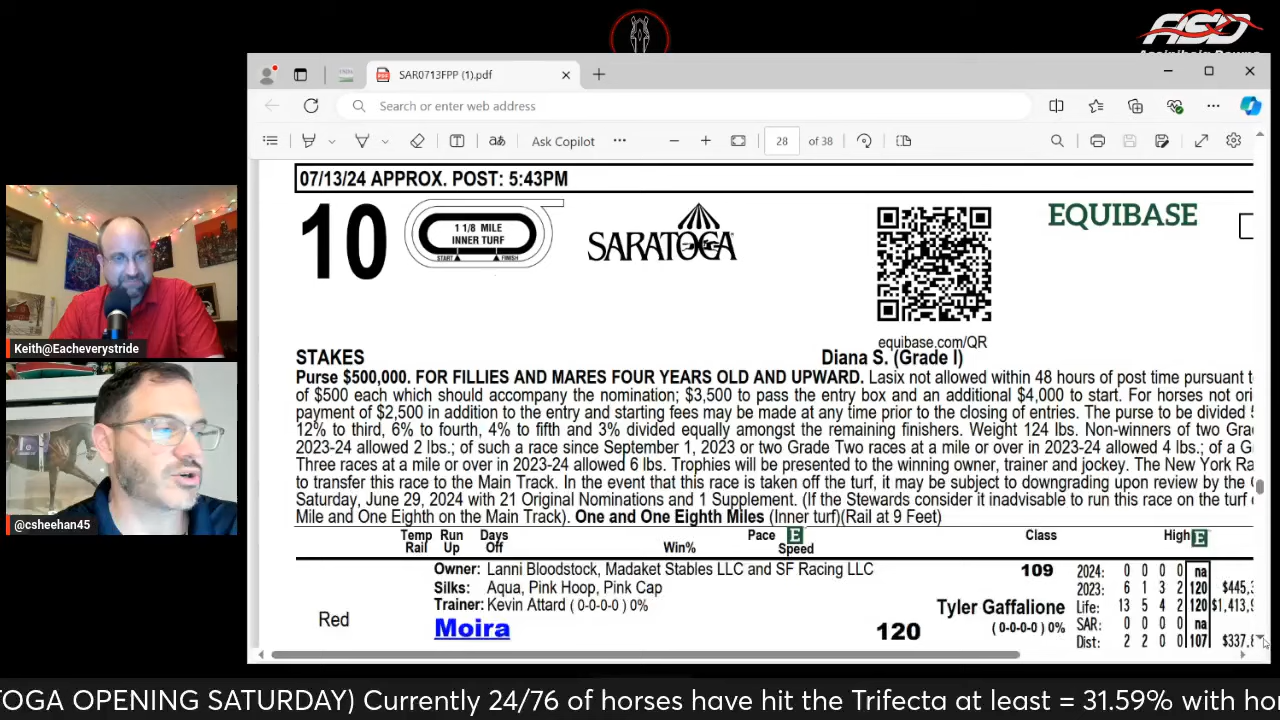 ASD
Assiniboia Downs
SAR0713FPP (1).pdf
Search or enter web address
aあ Ask Copilot
28 of 38
07/13/24 APPROX. POST: 5:43PM
10
1 1/8 MILE
INNER TURF
START FINISH
SARATOGA
EQUIBASE
equibase.com/QR
STAKES
Diana S. (Grade I)
Purse $500,000. FOR FILLIES AND MARES FOUR YEARS OLD AND UPWARD. Lasix not allowed within 48 hours of post time pursuant
of $500 each which should accompany the nomination; $3,500 to pass the entry box and an additional $4,000 to start. For horses not ori
payment of $2,500 in addition to the entry and starting fees may be made at any time prior to the closing of entries. The purse to be divided
12% to third, 6% to fourth, 4% to fifth and 3% divided equally amongst the remaining finishers. Weight 124 lbs. Non-winners of two Gra
2023-24 allowed 2 lbs.; of such a race since September 1, 2023 or two Grade Two races at a mile or over in 2023-24 allowed 4 lbs.; of a G
Three races at a mile or over in 2023-24 allowed 6 lbs. Trophies will be presented to the winning owner, trainer and jockey. The New York Ra
to transfer this race to the Main Track. In the event that this race is taken off the turf, it may be subject to downgrading upon review by the
Saturday, June 29, 2024 with 21 Original Nominations and 1 Supplement. (If the Stewards consider it inadvisable to run this race on the turf
Mile and One Eighth on the Main Track). One and One Eighth Miles (Inner turf)(Rail at 9 Feet)
Temp Rail Run Up Days Off Win% Pace E Speed Class High E
Owner: Lanni Bloodstock, Madaket Stables LLC and SF Racing LLC
Silks: Aqua, Pink Hoop, Pink Cap
Trainer: Kevin Attard ( 0-0-0-0 ) 0%
Red
Moira
120
Tyler Gaffalione
( 0-0-0-0 ) 0%
109
2024: 0 0 0 0 na
2023: 6 1 3 2 120 $445,3
Life: 13 5 4 2 120 $1,413,9
SAR: 0 0 0 0 na
Dist: 2 2 0 0 107 $337,6
Keith@Eacheverystride
@csheehan45
TOGA OPENING SATURDAY) Currently 24/76 of horses have hit the Trifecta at least = 31.59% with hor